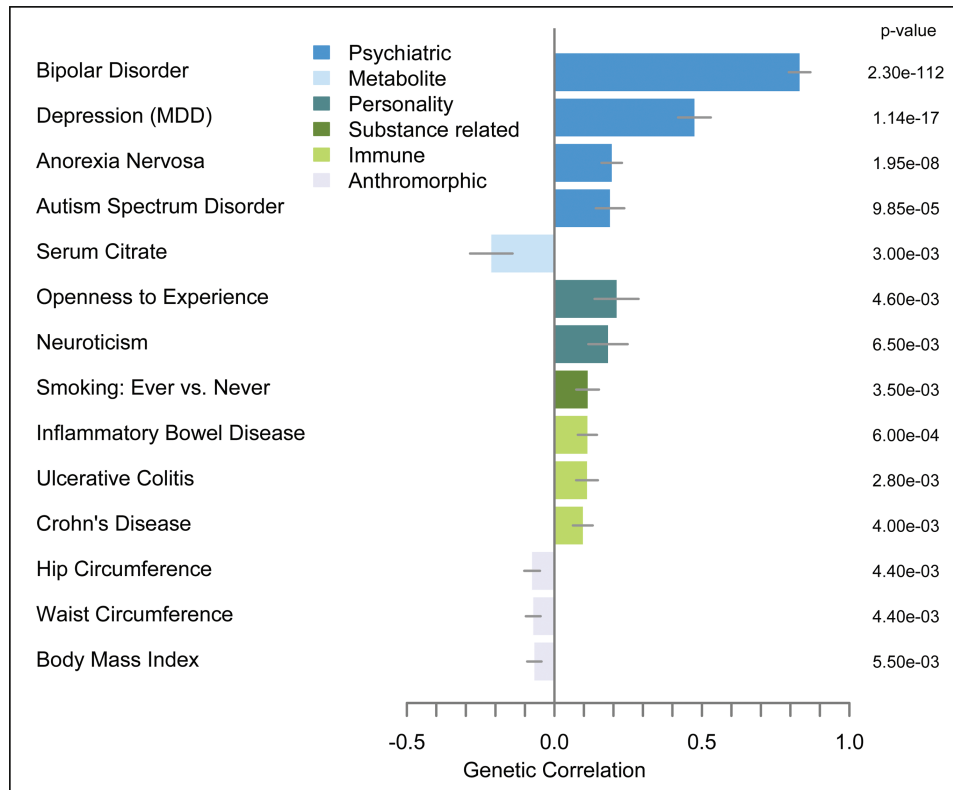 p-value
Psychiatric
Metabolite
Personality
Substance related
Immune
Anthromorphic
Bipolar Disorder 2.30e-112
Depression (MDD) 1.14e-17
Anorexia Nervosa 1.95e-08
Autism Spectrum Disorder 9.85e-05
Serum Citrate 3.00e-03
Openness to Experience 4.60e-03
Neuroticism 6.50e-03
Smoking: Ever vs. Never 3.50e-03
Inflammatory Bowel Disease 6.00e-04
Ulcerative Colitis 2.80e-03
Crohn's Disease 4.00e-03
Hip Circumference 4.40e-03
Waist Circumference 4.40e-03
Body Mass Index 5.50e-03
-0.5 0.0 0.5 1.0
Genetic Correlation